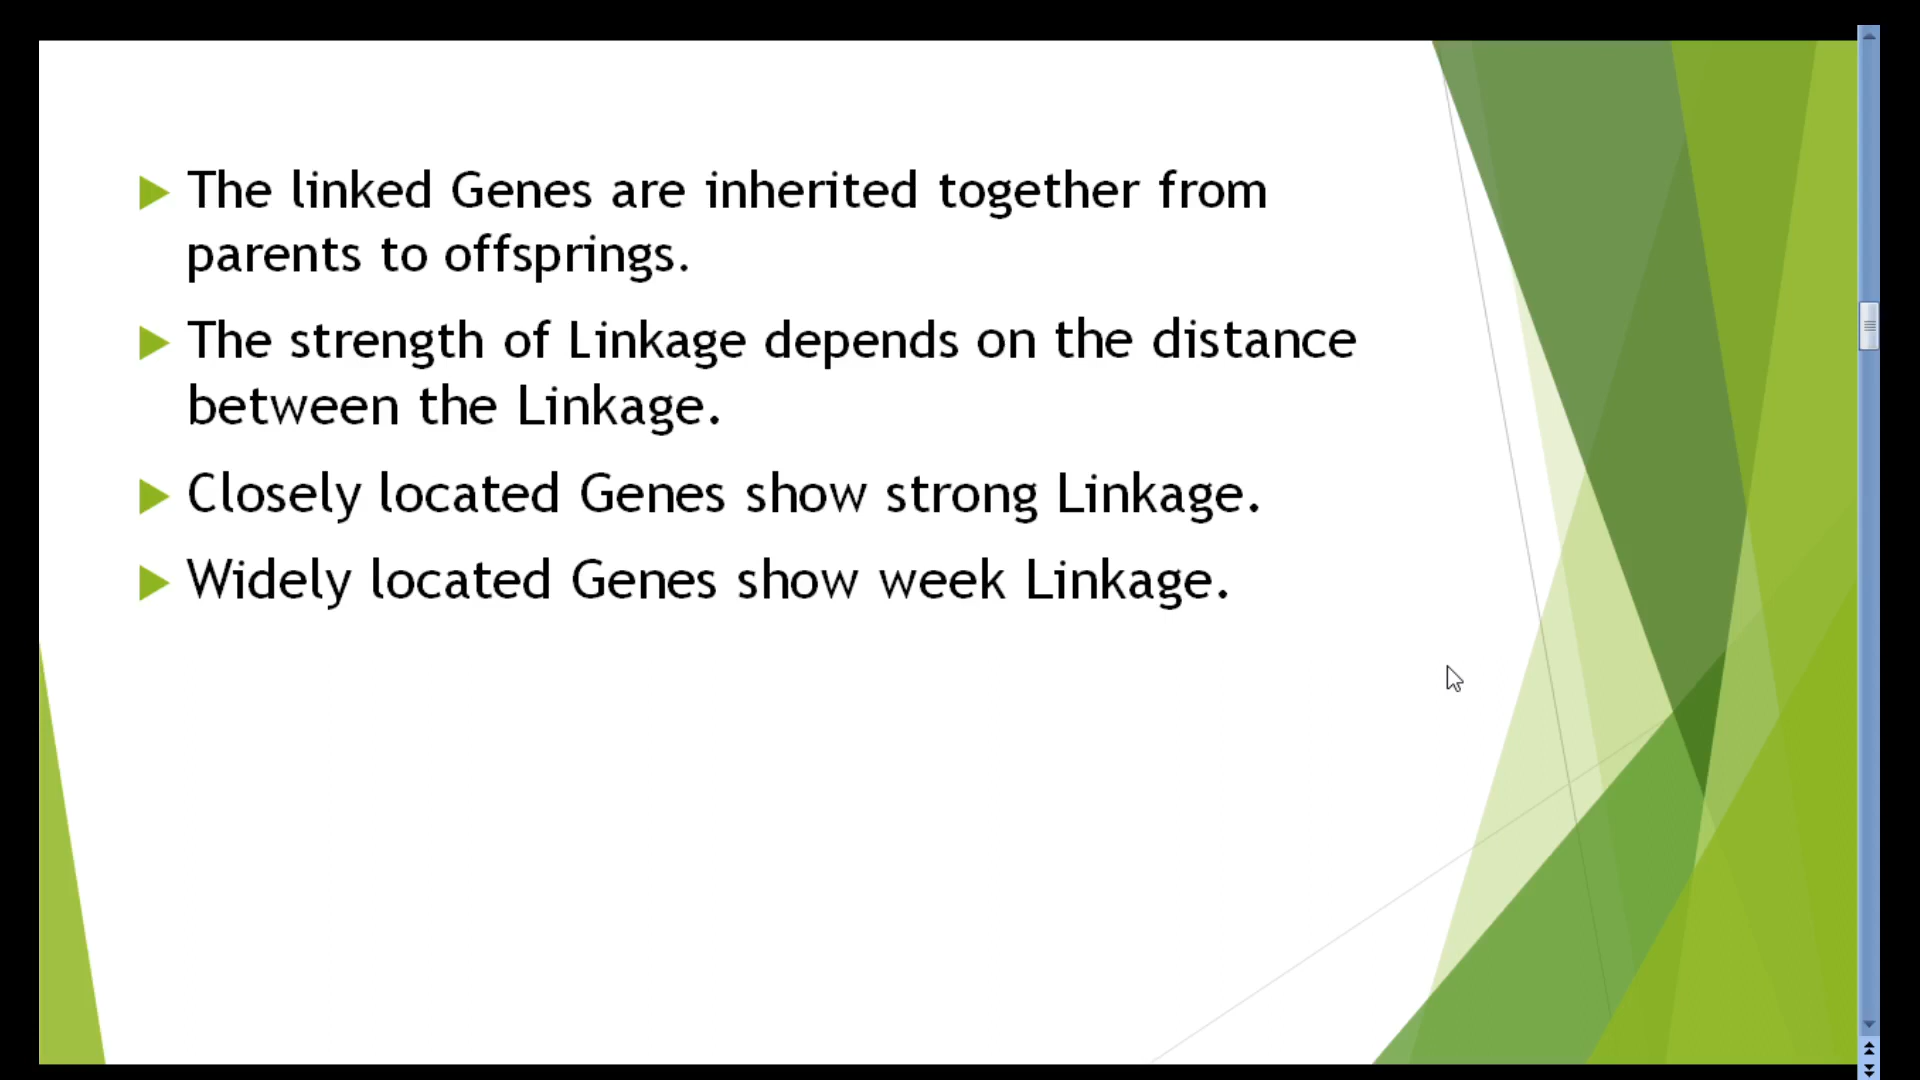 The linked Genes are inherited together from
parents to offsprings.
The strength of Linkage depends on the distance
between the Linkage.
Closely located Genes show strong Linkage.
Widely located Genes show week Linkage.